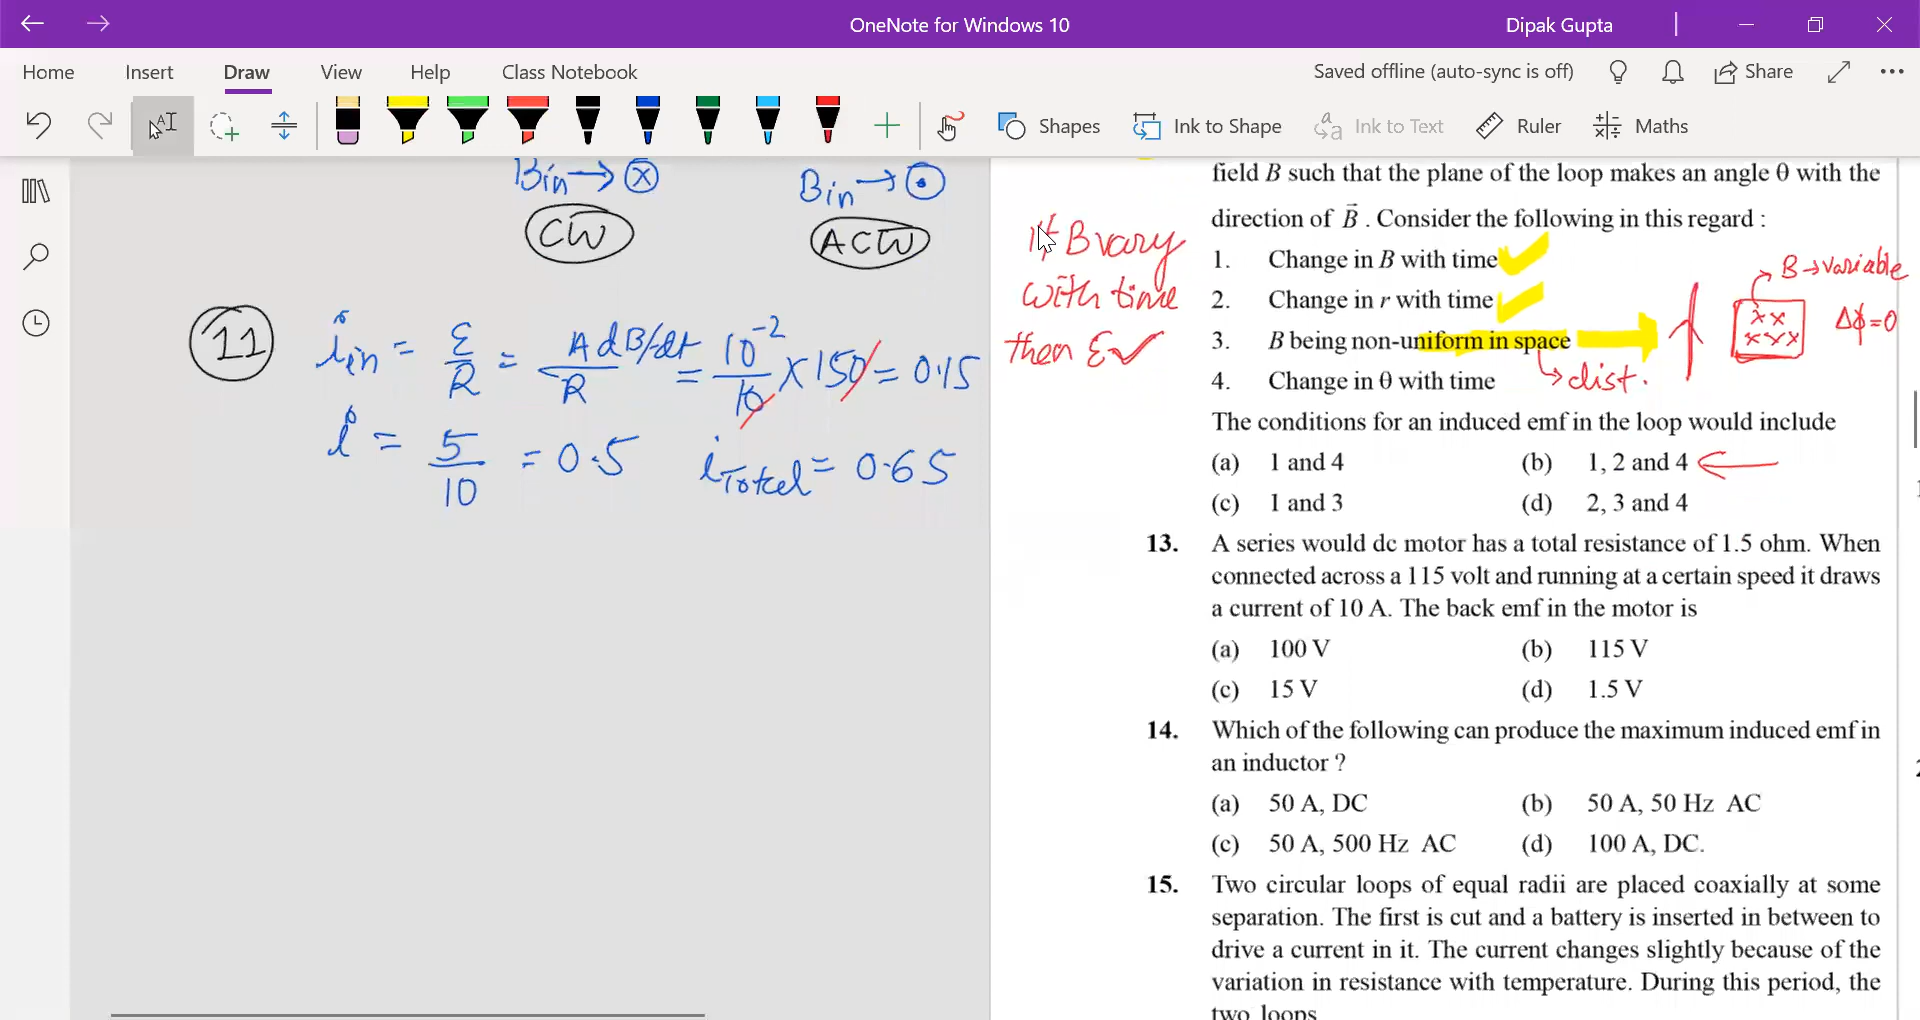 OneNote for Windows 10
Dipak Gupta
Home Insert Draw View Help Class Notebook
Saved offline (auto-sync is off) Share
Shapes Ink to Shape Ink to Text Ruler Maths
Bin → ⊗
Bin → ⊙
CW
ACW
11
iin = ε/R = A dB/dt / R = 10^-2 / 10 × 150 = 0.15
i = 5/10 = 0.5 iTotal = 0.65
If B vary
with time
then ε ✓
field B such that the plane of the loop makes an angle θ with the
direction of B⃗ . Consider the following in this regard :
1. Change in B with time
2. Change in r with time
3. B being non-uniform in space
4. Change in θ with time
→ dist.
B → variable
xx
xxxx
Δϕ=0
The conditions for an induced emf in the loop would include
(a) 1 and 4 (b) 1, 2 and 4
(c) 1 and 3 (d) 2, 3 and 4
13. A series would dc motor has a total resistance of 1.5 ohm. When
connected across a 115 volt and running at a certain speed it draws
a current of 10 A. The back emf in the motor is
(a) 100 V (b) 115 V
(c) 15 V (d) 1.5 V
14. Which of the following can produce the maximum induced emf in
an inductor ?
(a) 50 A, DC (b) 50 A, 50 Hz AC
(c) 50 A, 500 Hz AC (d) 100 A, DC.
15. Two circular loops of equal radii are placed coaxially at some
separation. The first is cut and a battery is inserted in between to
drive a current in it. The current changes slightly because of the
variation in resistance with temperature. During this period, the
two loops